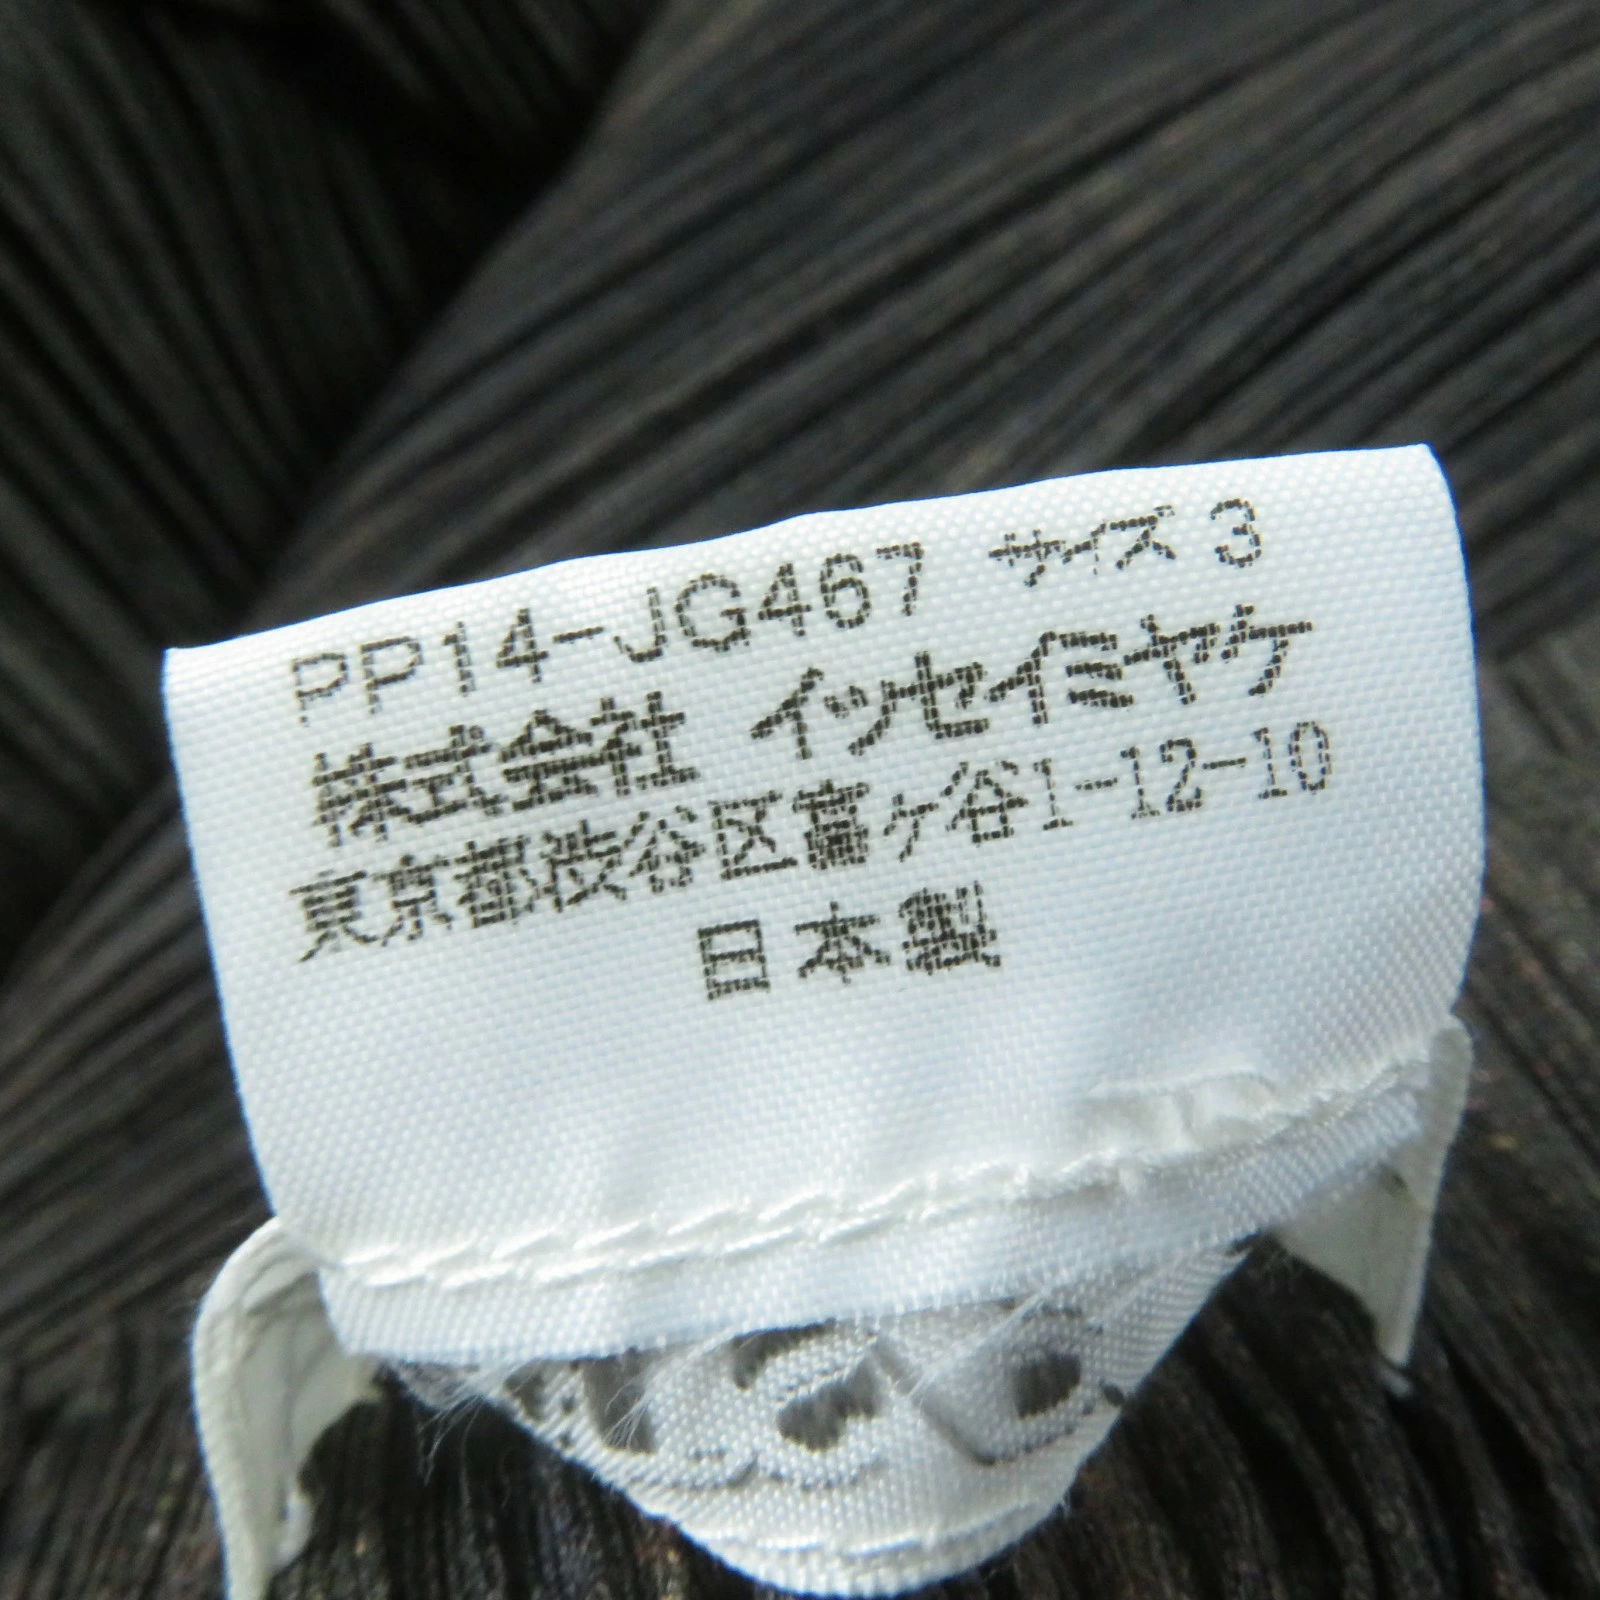 PP14-JG467 サイズ 3
株式会社 イッセイミヤケ
東京都渋谷区富ヶ谷1-12-10
日本製